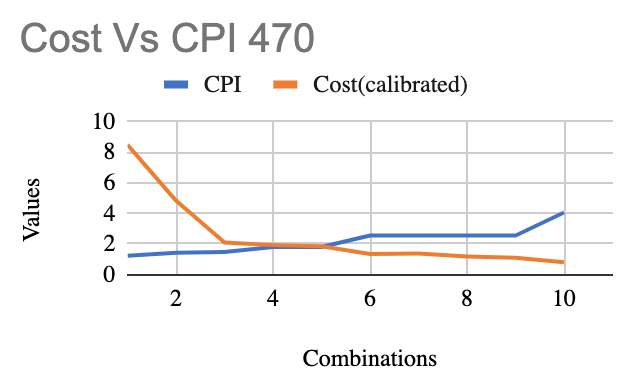 Cost Vs CPI 470
CPI Cost(calibrated)
10
8
6
4
2
0
Values
2 4 6 8 10
Combinations